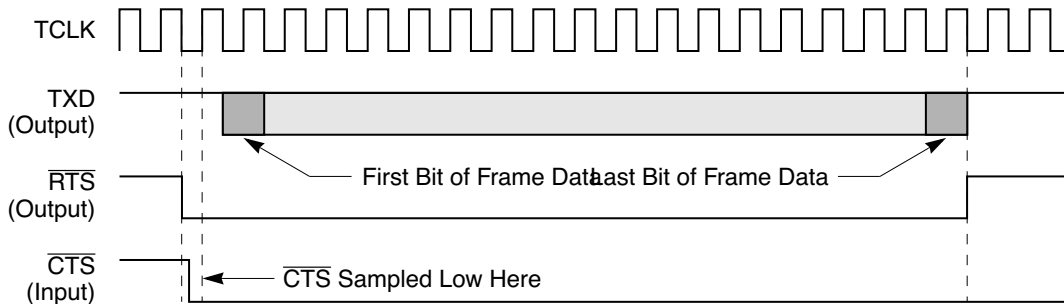 TCLK
TXD
(Output)
First Bit of Frame Data
Last Bit of Frame Data
RTS
(Output)
CTS
(Input)
CTS Sampled Low Here